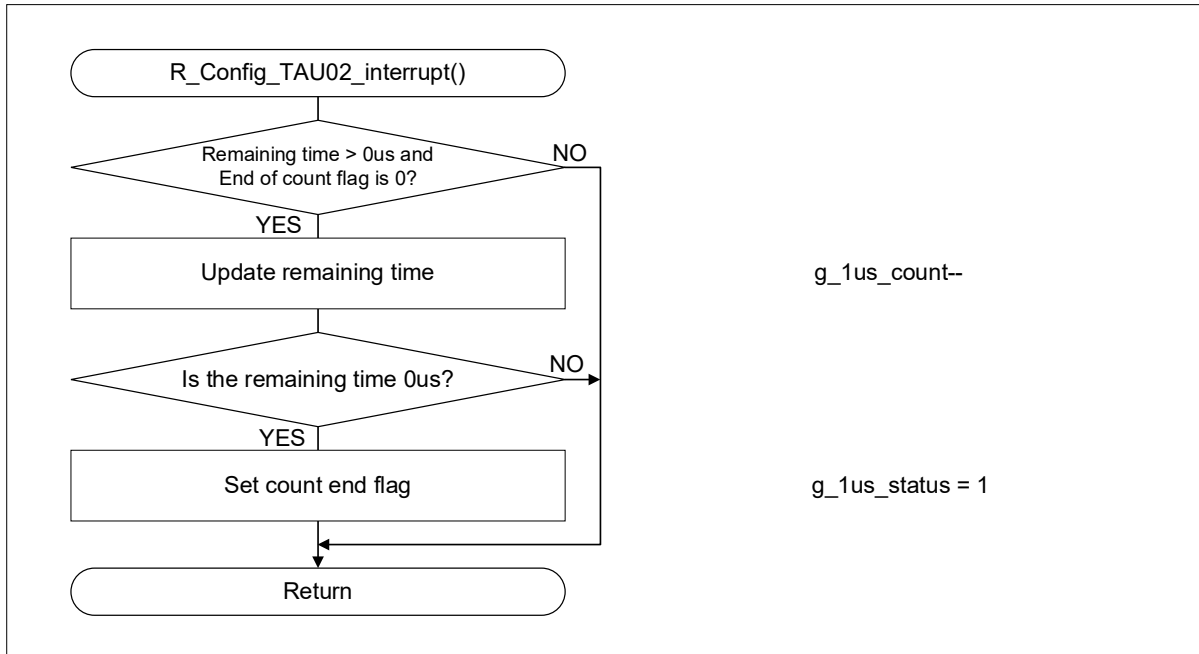 R_Config_TAU02_interrupt()
Remaining time > 0us and
End of count flag is 0?
NO
YES
Update remaining time
g_1us_count--
Is the remaining time 0us?
NO
YES
Set count end flag
g_1us_status = 1
Return